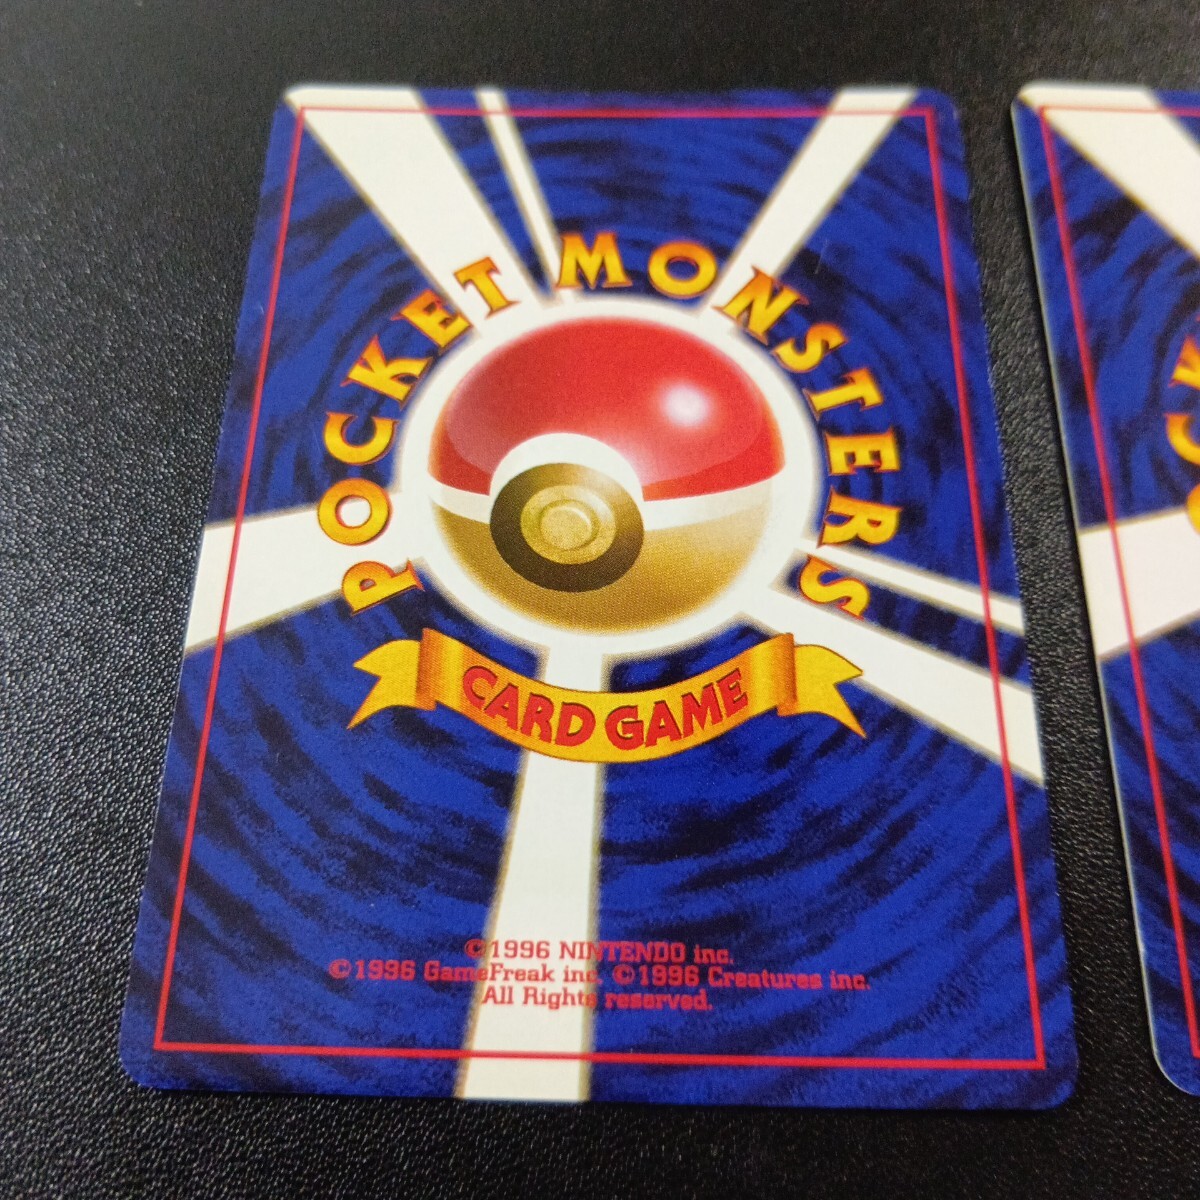 POCKET MONSTERS
CARD GAME
©1996 NINTENDO inc.
©1996 GameFreak inc. ©1996 Creatures inc.
All Rights reserved.